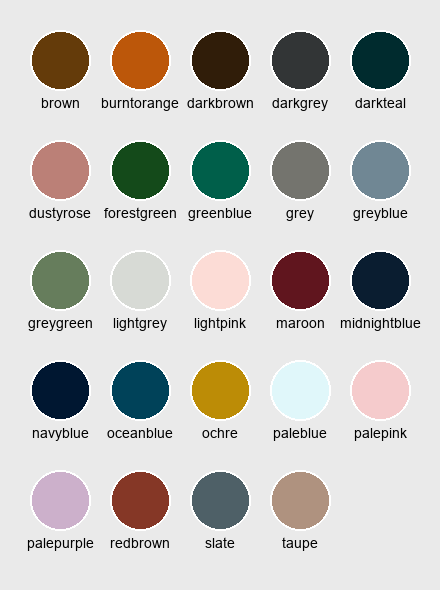 brown burntorange darkbrown darkgrey darkteal
dustyrose forestgreen greenblue grey greyblue
greygreen lightgrey lightpink maroon midnightblue
navyblue oceanblue ochre paleblue palepink
palepurple redbrown slate taupe